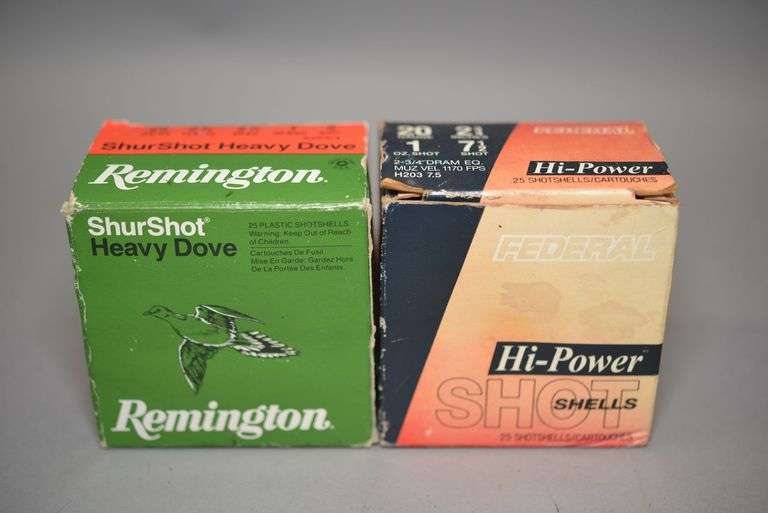 ShurShot Heavy Dove
Remington.
ShurShot®
Heavy Dove
25 PLASTIC SHOTSHELLS
Warning: Keep Out of Reach
of Children.
Cartouches De Fusil
Mise En Garde: Gardez Hors
De La Portée Des Enfants.
Remington.
20
1
OZ. SHOT
7½
SHOT
FEDERAL
2-3/4" DRAM EQ.
MUZ VEL 1170 FPS
H203 7.5
Hi-Power
25 SHOTSHELLS/CARTOUCHES
FEDERAL
Hi-Power
SHOT
SHELLS
25 SHOTSHELLS/CARTOUCHES